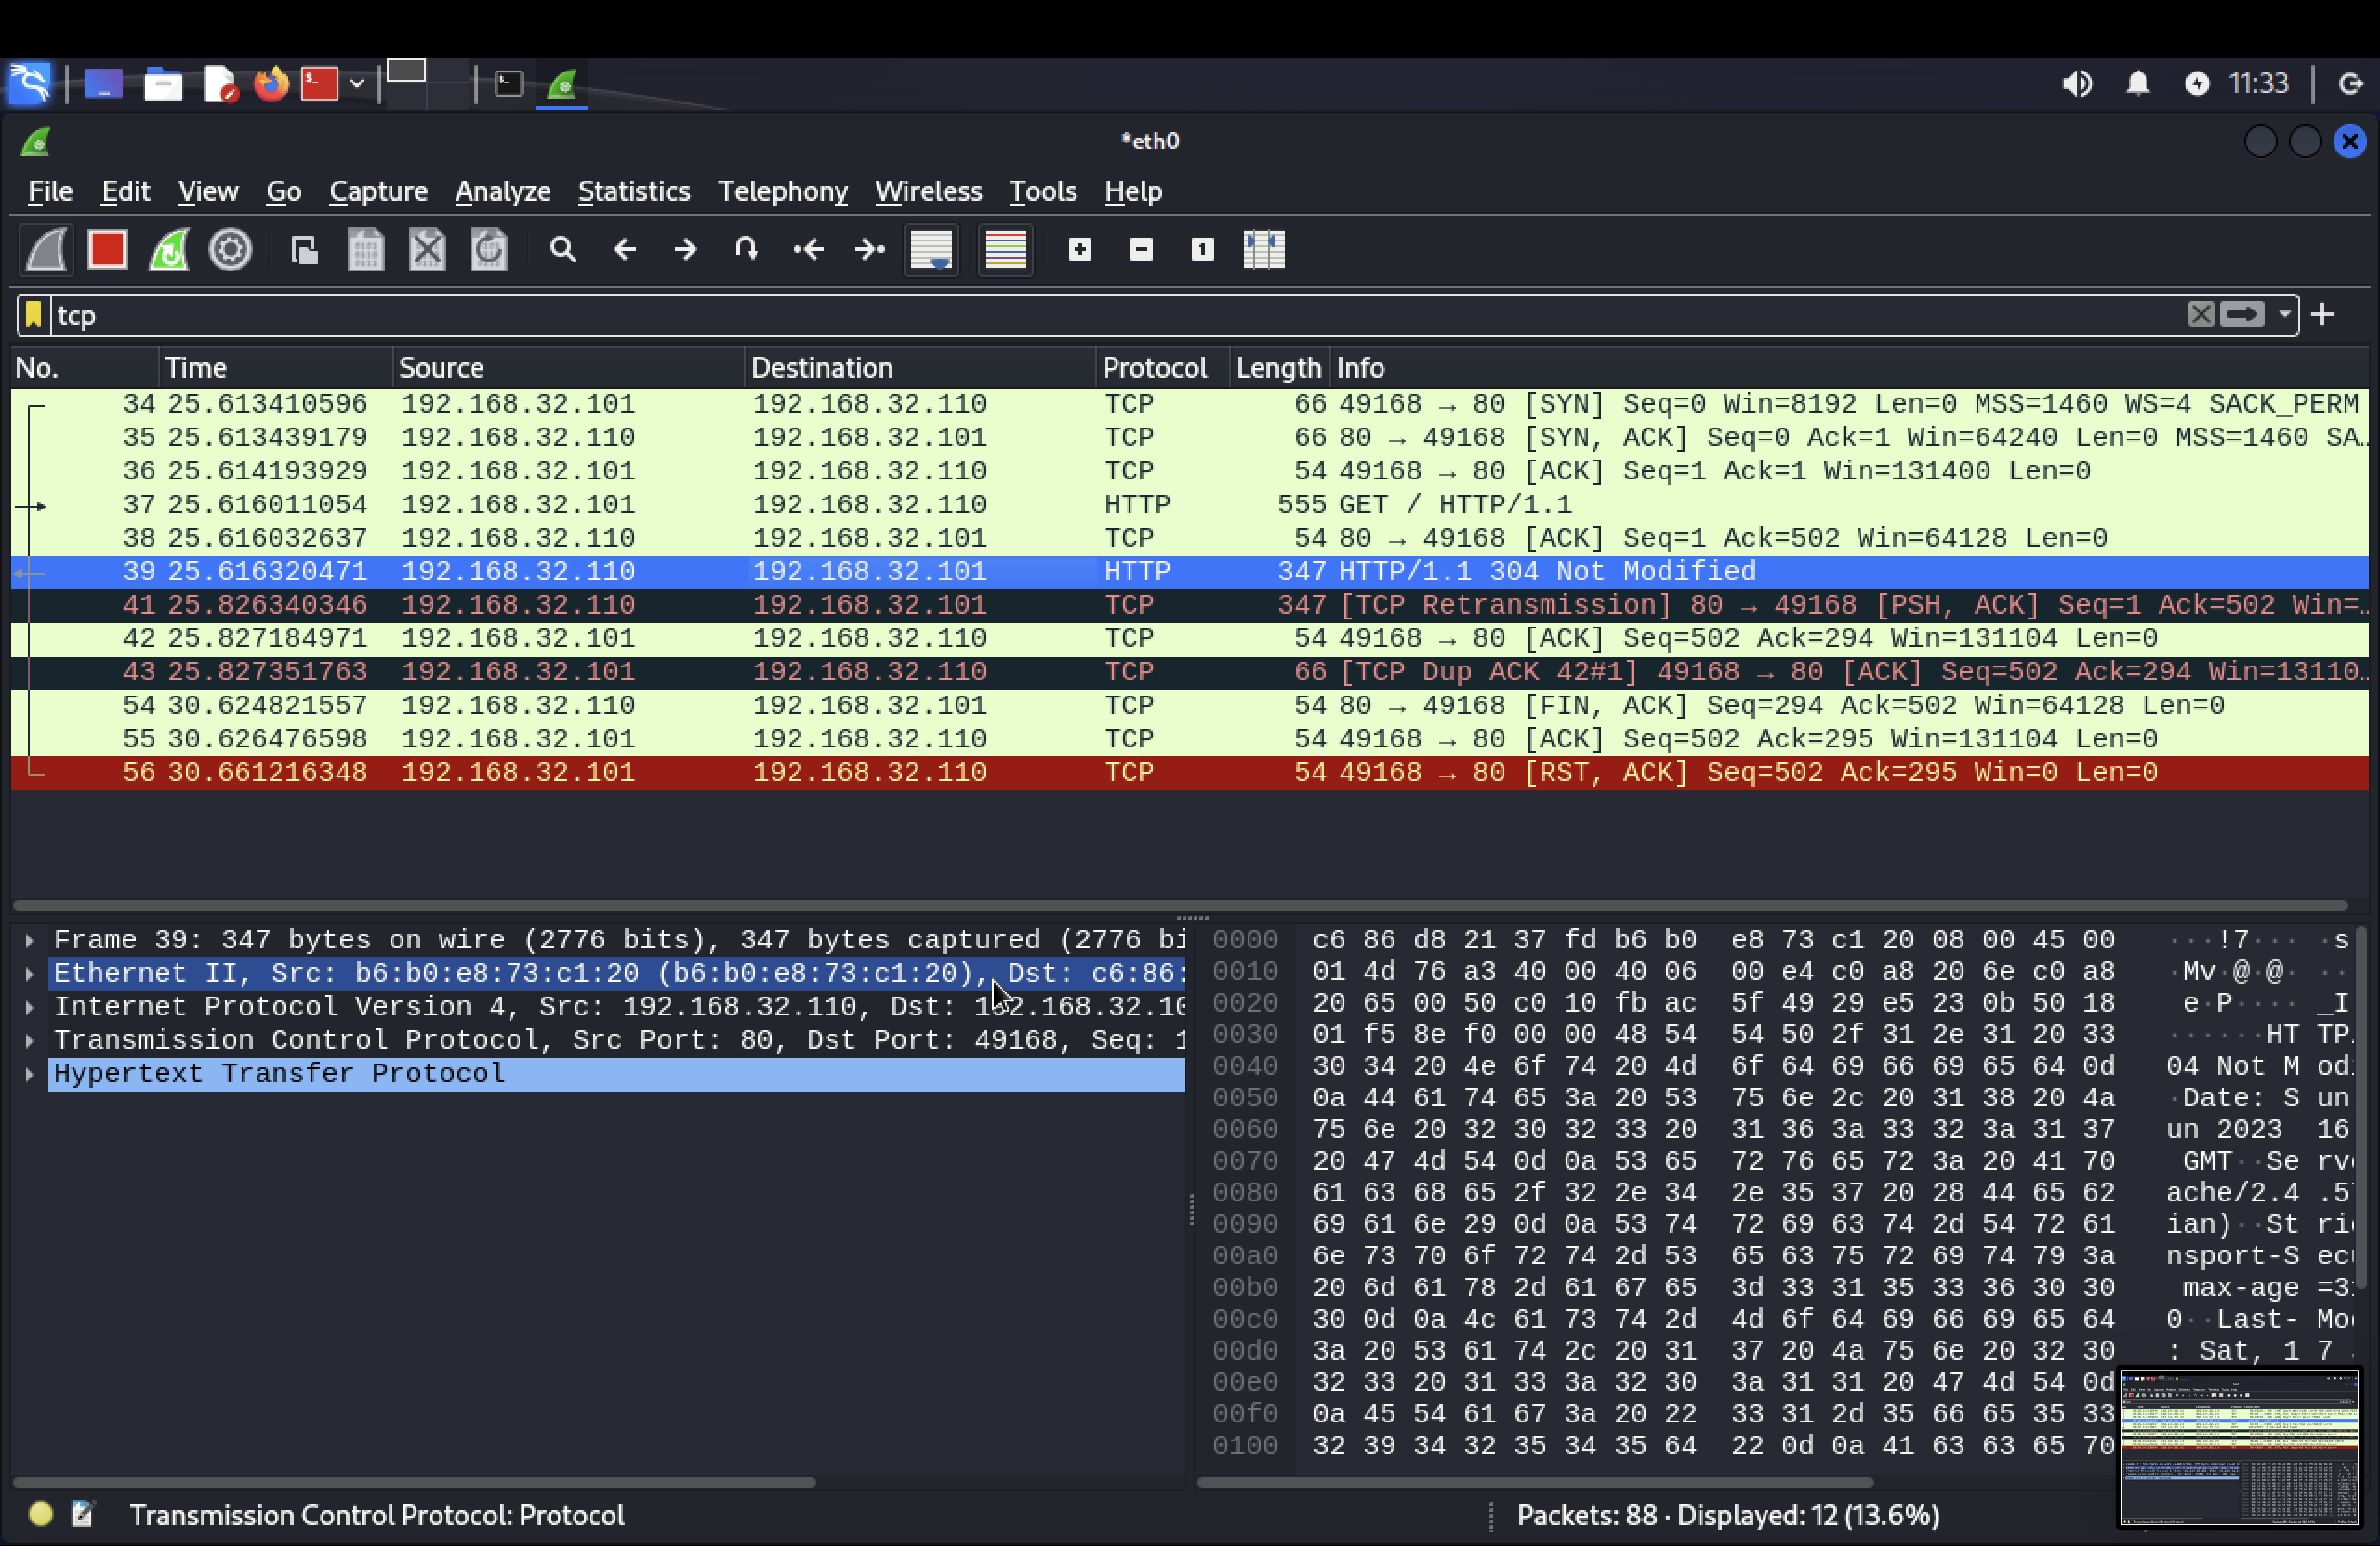 11:33
*eth0
File Edit View Go Capture Analyze Statistics Telephony Wireless Tools Help
tcp
No. Time Source Destination Protocol Length Info
34 25.613410596 192.168.32.101 192.168.32.110 TCP 66 49168 → 80 [SYN] Seq=0 Win=8192 Len=0 MSS=1460 WS=4 SACK_PERM
35 25.613439179 192.168.32.110 192.168.32.101 TCP 66 80 → 49168 [SYN, ACK] Seq=0 Ack=1 Win=64240 Len=0 MSS=1460 SA…
36 25.614193929 192.168.32.101 192.168.32.110 TCP 54 49168 → 80 [ACK] Seq=1 Ack=1 Win=131400 Len=0
37 25.616011054 192.168.32.101 192.168.32.110 HTTP 555 GET / HTTP/1.1
38 25.616032637 192.168.32.110 192.168.32.101 TCP 54 80 → 49168 [ACK] Seq=1 Ack=502 Win=64128 Len=0
39 25.616320471 192.168.32.110 192.168.32.101 HTTP 347 HTTP/1.1 304 Not Modified
41 25.826340346 192.168.32.110 192.168.32.101 TCP 347 [TCP Retransmission] 80 → 49168 [PSH, ACK] Seq=1 Ack=502 Win=…
42 25.827184971 192.168.32.101 192.168.32.110 TCP 54 49168 → 80 [ACK] Seq=502 Ack=294 Win=131104 Len=0
43 25.827351763 192.168.32.101 192.168.32.110 TCP 66 [TCP Dup ACK 42#1] 49168 → 80 [ACK] Seq=502 Ack=294 Win=13110…
54 30.624821557 192.168.32.110 192.168.32.101 TCP 54 80 → 49168 [FIN, ACK] Seq=294 Ack=502 Win=64128 Len=0
55 30.626476598 192.168.32.101 192.168.32.110 TCP 54 49168 → 80 [ACK] Seq=502 Ack=295 Win=131104 Len=0
56 30.661216348 192.168.32.101 192.168.32.110 TCP 54 49168 → 80 [RST, ACK] Seq=502 Ack=295 Win=0 Len=0
Frame 39: 347 bytes on wire (2776 bits), 347 bytes captured (2776 bi
Ethernet II, Src: b6:b0:e8:73:c1:20 (b6:b0:e8:73:c1:20), Dst: c6:86:
Internet Protocol Version 4, Src: 192.168.32.110, Dst: 192.168.32.10
Transmission Control Protocol, Src Port: 80, Dst Port: 49168, Seq: 1
Hypertext Transfer Protocol
0000 c6 86 d8 21 37 fd b6 b0 e8 73 c1 20 08 00 45 00 ···!7··· ·s
0010 01 4d 76 a3 40 00 40 06 00 e4 c0 a8 20 6e c0 a8 ·Mv·@·@· ··
0020 20 65 00 50 c0 10 fb ac 5f 49 29 e5 23 0b 50 18 e·P···· _I
0030 01 f5 8e f0 00 00 48 54 54 50 2f 31 2e 31 20 33 ······HT TP
0040 30 34 20 4e 6f 74 20 4d 6f 64 69 66 69 65 64 0d 04 Not M odi
0050 0a 44 61 74 65 3a 20 53 75 6e 2c 20 31 38 20 4a ·Date: S un
0060 75 6e 20 32 30 32 33 20 31 36 3a 33 32 3a 31 37 un 2023 16
0070 20 47 4d 54 0d 0a 53 65 72 76 65 72 3a 20 41 70 GMT··Se rv
0080 61 63 68 65 2f 32 2e 34 2e 35 37 20 28 44 65 62 ache/2.4 .5
0090 69 61 6e 29 0d 0a 53 74 72 69 63 74 2d 54 72 61 ian)··St ri
00a0 6e 73 70 6f 72 74 2d 53 65 63 75 72 69 74 79 3a nsport-S ec
00b0 20 6d 61 78 2d 61 67 65 3d 33 31 35 33 36 30 30 max-age =3
00c0 30 0d 0a 4c 61 73 74 2d 4d 6f 64 69 66 69 65 64 0··Last- Mo
00d0 3a 20 53 61 74 2c 20 31 37 20 4a 75 6e 20 32 30 : Sat, 1 7
00e0 32 33 20 31 33 3a 32 30 3a 31 31 20 47 4d 54 0d
00f0 0a 45 54 61 67 3a 20 22 33 31 2d 35 66 65 35 33
0100 32 39 34 32 35 34 35 64 22 0d 0a 41 63 63 65 70
Transmission Control Protocol: Protocol
Packets: 88 · Displayed: 12 (13.6%)